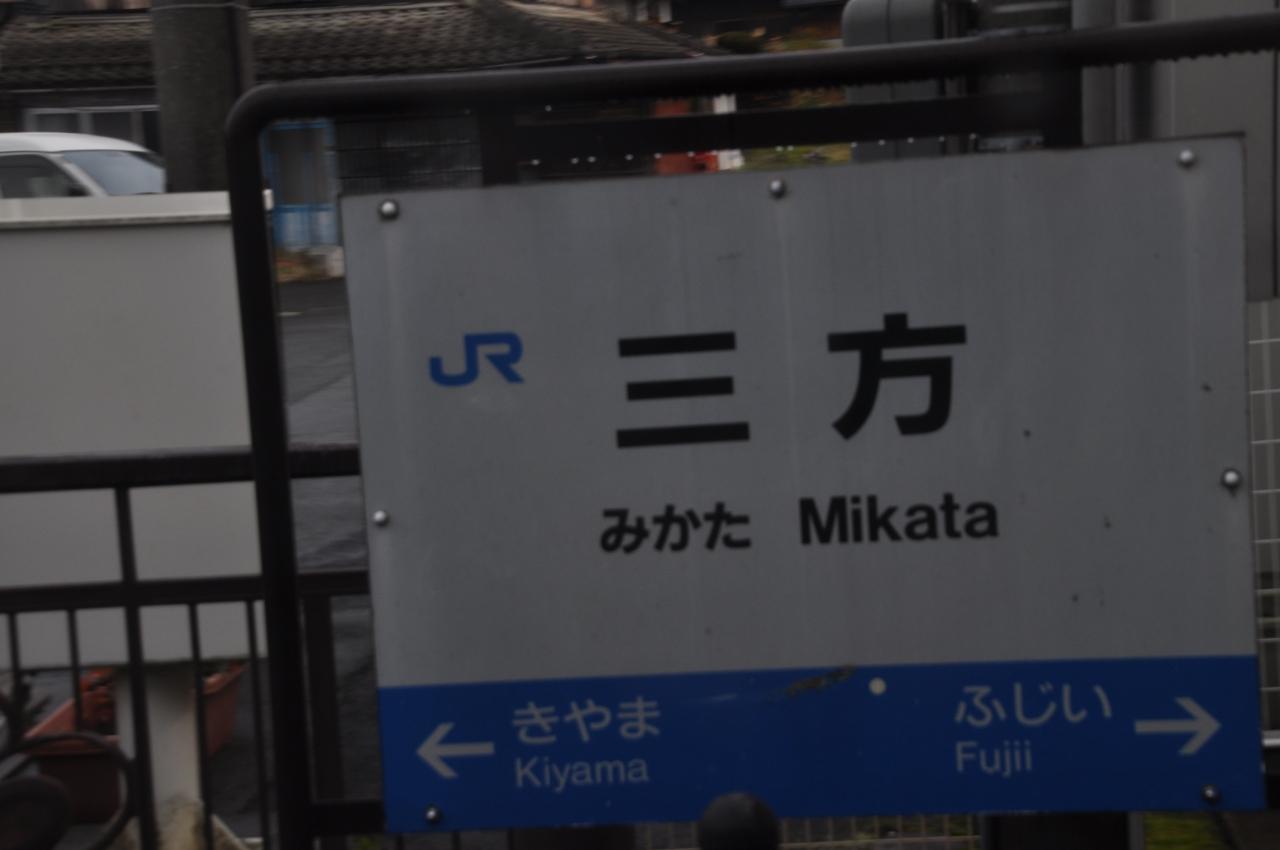 JR 三方
みかた Mikata
← きやま ふじい →
Kiyama Fujii